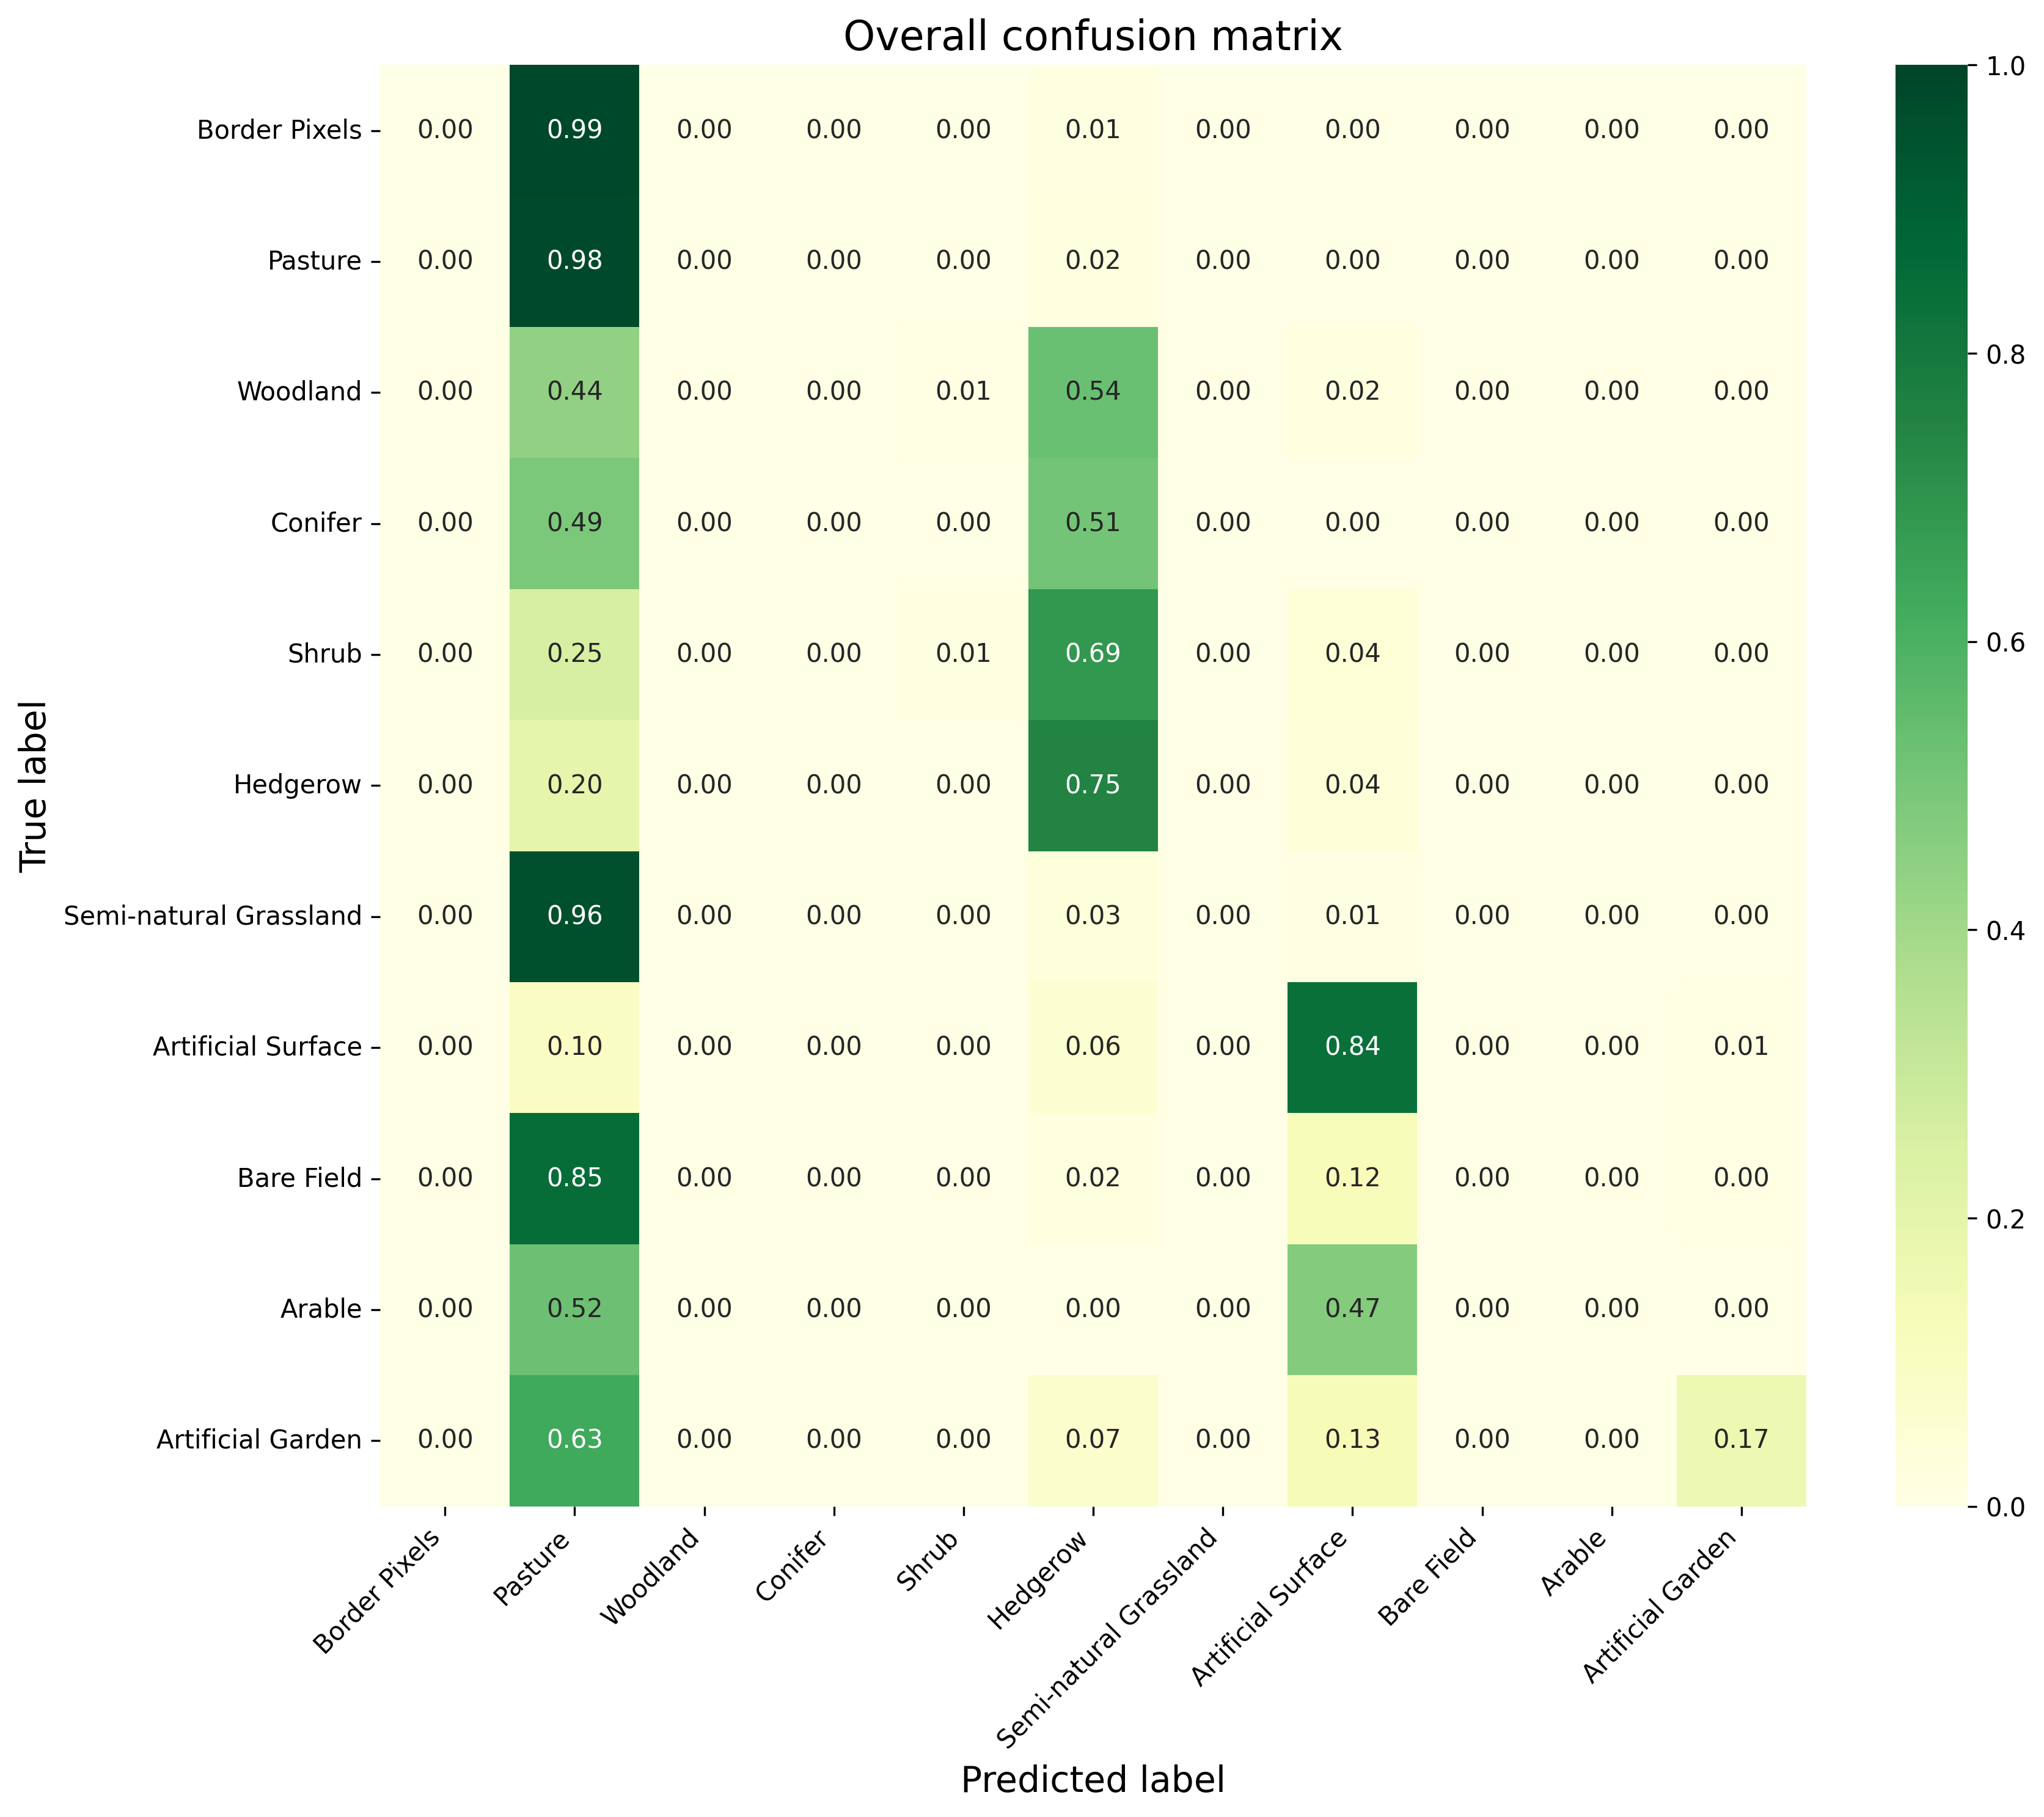 Overall confusion matrix
True label
Border Pixels 0.00 0.99 0.00 0.00 0.00 0.01 0.00 0.00 0.00 0.00 0.00
Pasture 0.00 0.98 0.00 0.00 0.00 0.02 0.00 0.00 0.00 0.00 0.00
Woodland 0.00 0.44 0.00 0.00 0.01 0.54 0.00 0.02 0.00 0.00 0.00
Conifer 0.00 0.49 0.00 0.00 0.00 0.51 0.00 0.00 0.00 0.00 0.00
Shrub 0.00 0.25 0.00 0.00 0.01 0.69 0.00 0.04 0.00 0.00 0.00
Hedgerow 0.00 0.20 0.00 0.00 0.00 0.75 0.00 0.04 0.00 0.00 0.00
Semi-natural Grassland 0.00 0.96 0.00 0.00 0.00 0.03 0.00 0.01 0.00 0.00 0.00
Artificial Surface 0.00 0.10 0.00 0.00 0.00 0.06 0.00 0.84 0.00 0.00 0.01
Bare Field 0.00 0.85 0.00 0.00 0.00 0.02 0.00 0.12 0.00 0.00 0.00
Arable 0.00 0.52 0.00 0.00 0.00 0.00 0.00 0.47 0.00 0.00 0.00
Artificial Garden 0.00 0.63 0.00 0.00 0.00 0.07 0.00 0.13 0.00 0.00 0.17
Border Pixels
Pasture
Woodland
Conifer
Shrub
Hedgerow
Semi-natural Grassland
Artificial Surface
Bare Field
Arable
Artificial Garden
Predicted label
1.0
0.8
0.6
0.4
0.2
0.0